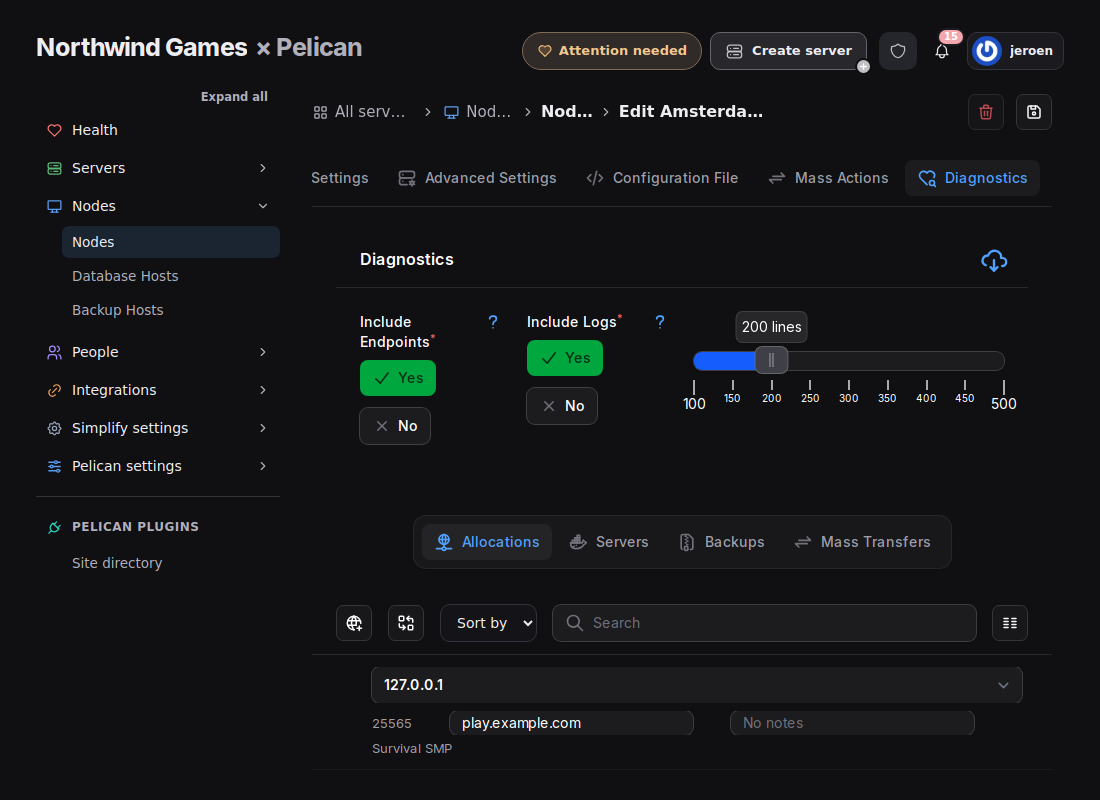 Northwind Games × Pelican
Attention needed
Create server
15
jeroen
Expand all
Health
Servers
Nodes
Nodes
Database Hosts
Backup Hosts
People
Integrations
Simplify settings
Pelican settings
PELICAN PLUGINS
Site directory
All serv... > Nod... > Nod... > Edit Amsterda...
Settings
Advanced Settings
Configuration File
Mass Actions
Diagnostics
Diagnostics
Include
Endpoints*
?
Yes
No
Include Logs*
?
Yes
No
200 lines
100 150 200 250 300 350 400 450 500
Allocations
Servers
Backups
Mass Transfers
Sort by
Search
127.0.0.1
25565
play.example.com
No notes
Survival SMP